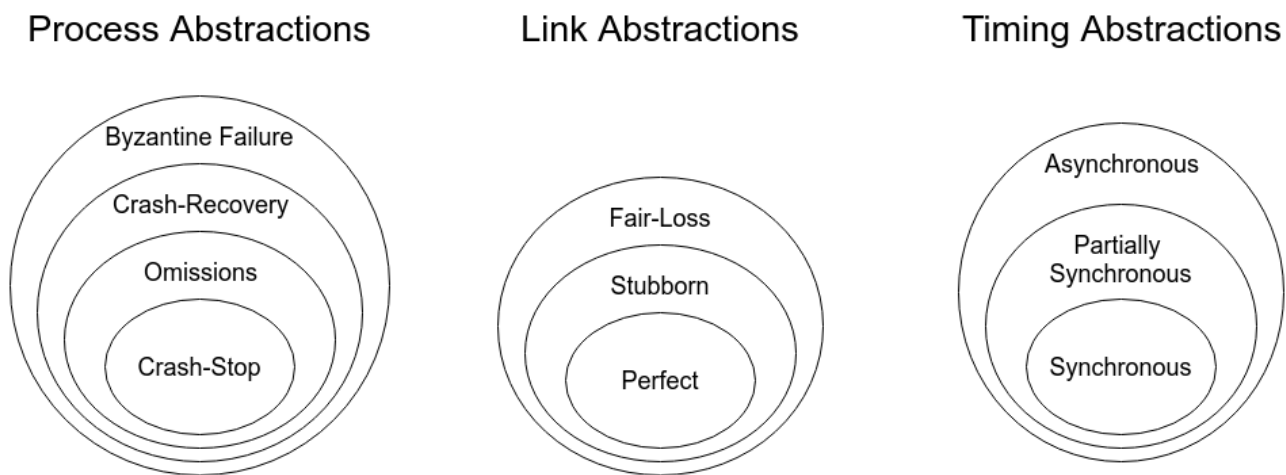 Process Abstractions
Byzantine Failure
Crash-Recovery
Omissions
Crash-Stop
Link Abstractions
Fair-Loss
Stubborn
Perfect
Timing Abstractions
Asynchronous
Partially
Synchronous
Synchronous